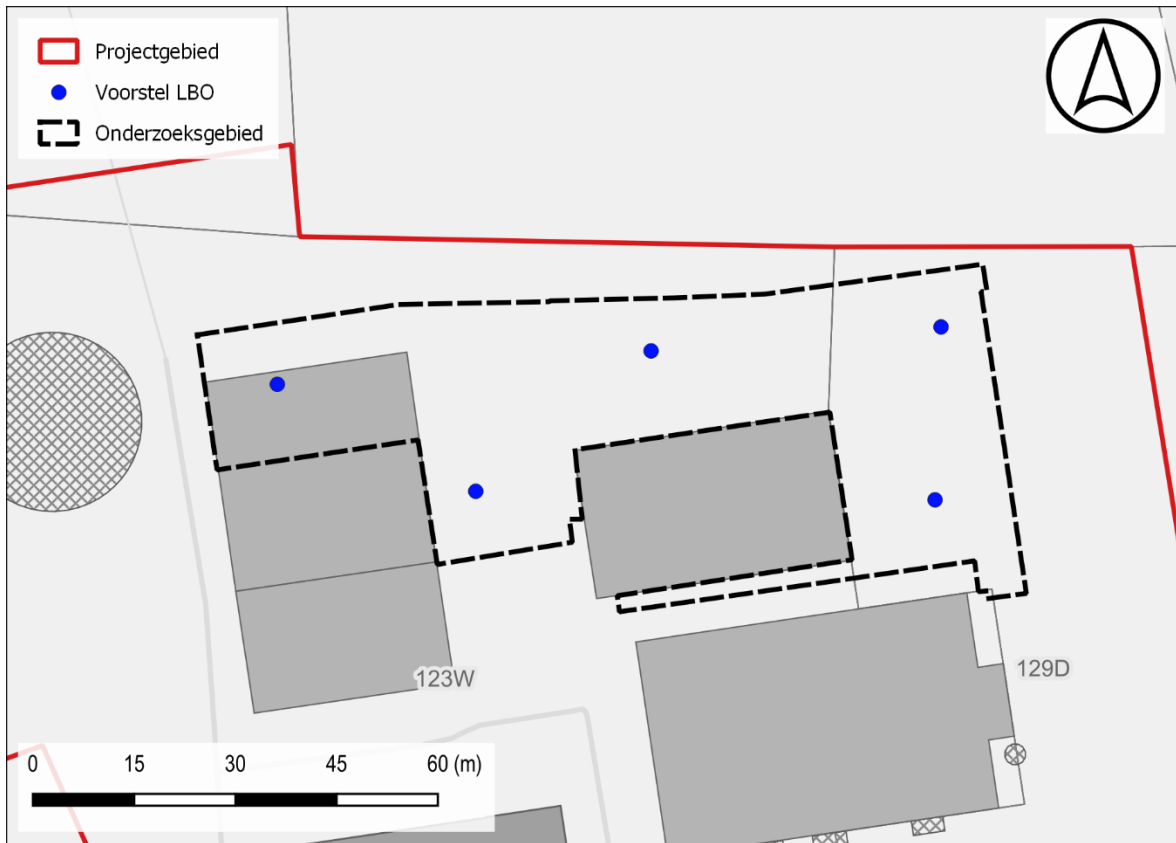 Projectgebied
Voorstel LBO
Onderzoeksgebied
123W
129D
0 15 30 45 60 (m)